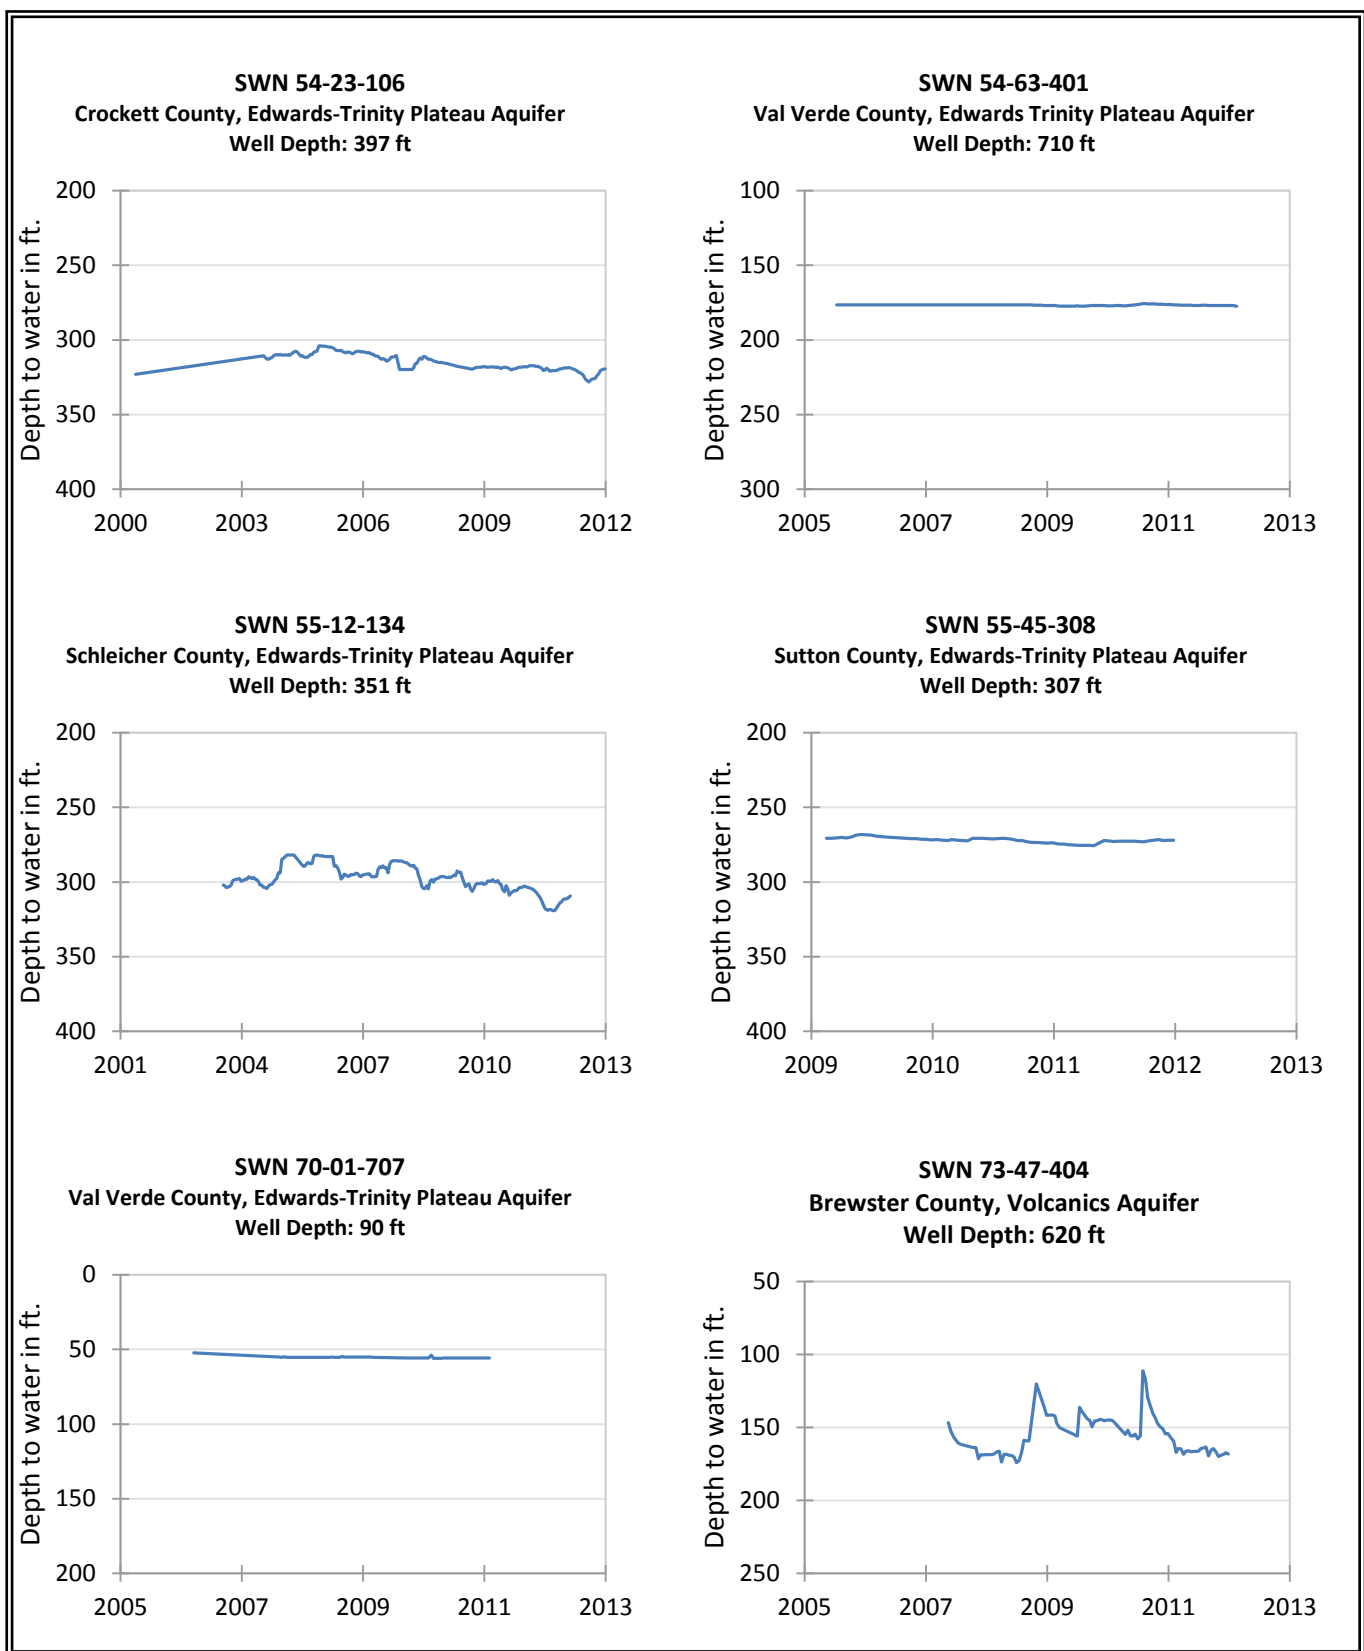 SWN 54-23-106
Crockett County, Edwards-Trinity Plateau Aquifer
Well Depth: 397 ft
Depth to water in ft.
200
250
300
350
400
2000 2003 2006 2009 2012
SWN 54-63-401
Val Verde County, Edwards Trinity Plateau Aquifer
Well Depth: 710 ft
Depth to water in ft.
100
150
200
250
300
2005 2007 2009 2011 2013
SWN 55-12-134
Schleicher County, Edwards-Trinity Plateau Aquifer
Well Depth: 351 ft
Depth to water in ft.
200
250
300
350
400
2001 2004 2007 2010 2013
SWN 55-45-308
Sutton County, Edwards-Trinity Plateau Aquifer
Well Depth: 307 ft
Depth to water in ft.
200
250
300
350
400
2009 2010 2011 2012 2013
SWN 70-01-707
Val Verde County, Edwards-Trinity Plateau Aquifer
Well Depth: 90 ft
Depth to water in ft.
0
50
100
150
200
2005 2007 2009 2011 2013
SWN 73-47-404
Brewster County, Volcanics Aquifer
Well Depth: 620 ft
Depth to water in ft.
50
100
150
200
250
2005 2007 2009 2011 2013